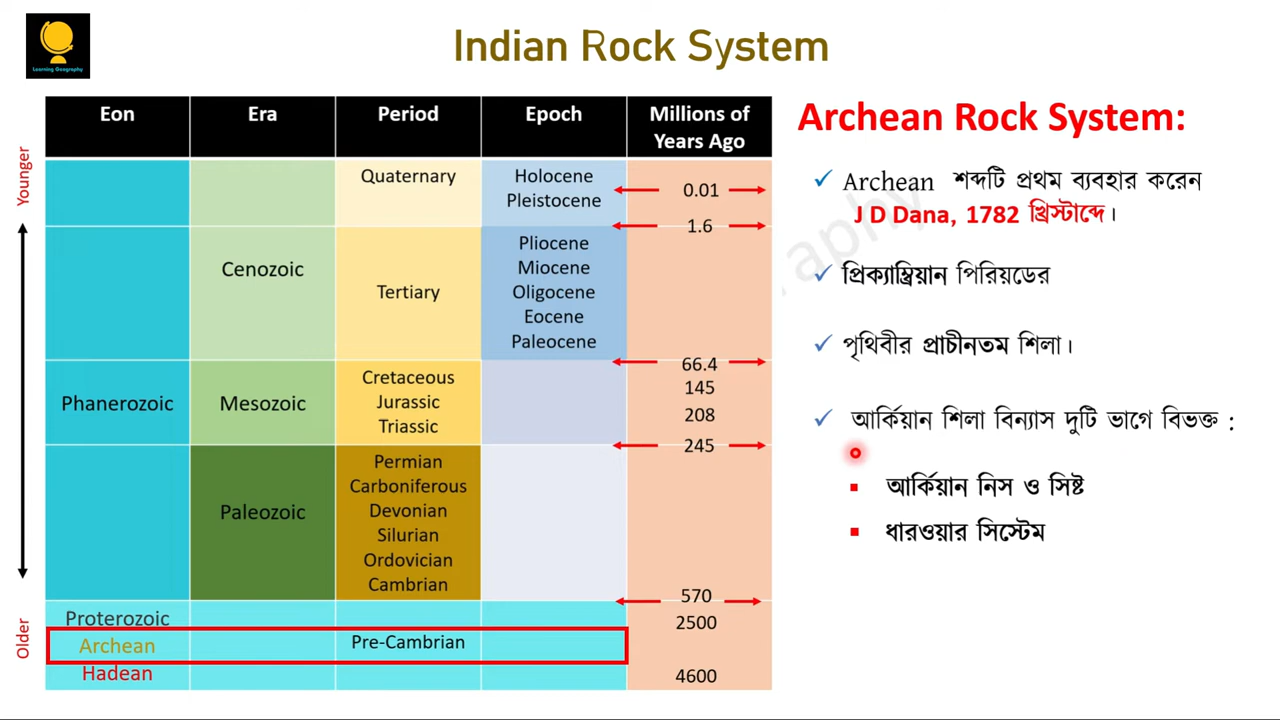 Learning Geography
Indian Rock System
Eon Era Period Epoch Millions of
Years Ago
Younger
Quaternary
Holocene
Pleistocene
0.01
1.6
Cenozoic
Tertiary
Pliocene
Miocene
Oligocene
Eocene
Paleocene
66.4
Phanerozoic
Mesozoic
Cretaceous
Jurassic
Triassic
145
208
245
Paleozoic
Permian
Carboniferous
Devonian
Silurian
Ordovician
Cambrian
570
Older
Proterozoic
2500
Archean
Pre-Cambrian
Hadean
4600
Archean Rock System:
Archean শব্দটি প্রথম ব্যবহার করেন
J D Dana, 1782 খ্রিস্টাব্দে।
প্রিক্যাম্ব্রিয়ান পিরিয়ডের
পৃথিবীর প্রাচীনতম শিলা।
আর্কিয়ান শিলা বিন্যাস দুটি ভাগে বিভক্ত :
আর্কিয়ান নিস ও সিষ্ট
ধারওয়ার সিস্টেম